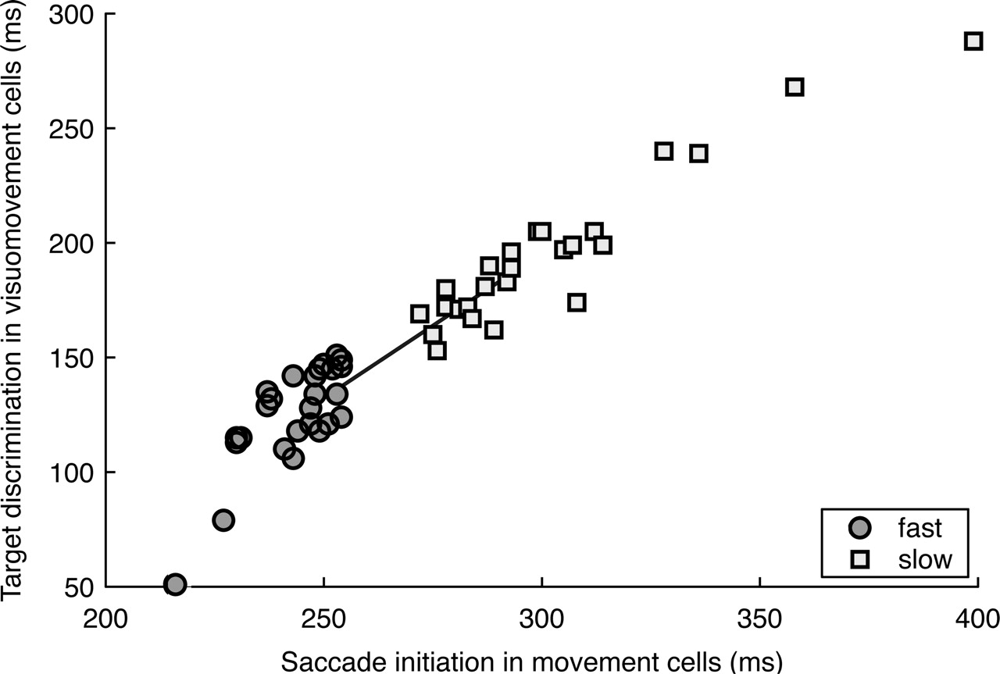 Target discrimination in visuomovement cells (ms)
300
250
200
150
100
50
200 250 300 350 400
Saccade initiation in movement cells (ms)
fast
slow